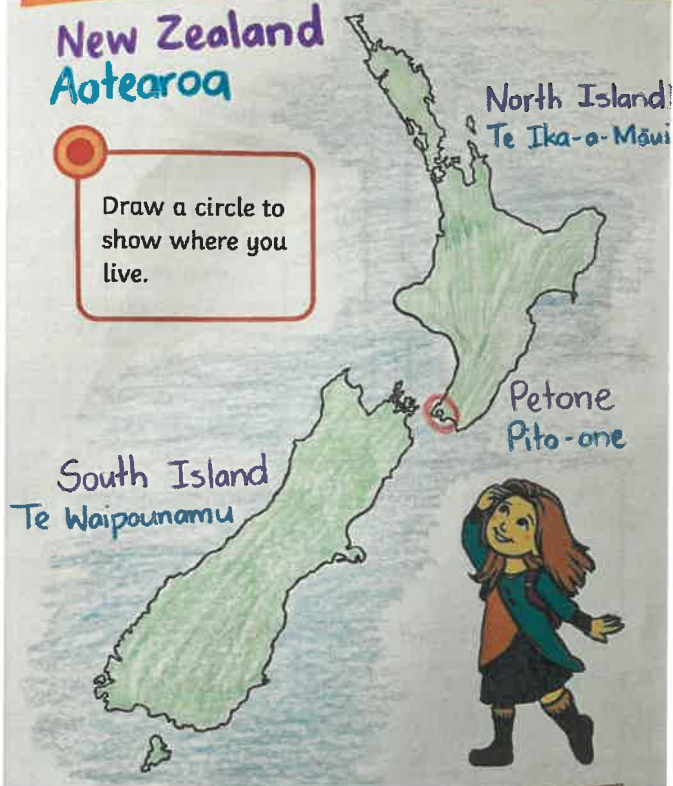 New Zealand
Aotearoa
North Island
Te Ika-a-Māui
Draw a circle to
show where you
live.
Petone
Pito-one
South Island
Te Waipounamu